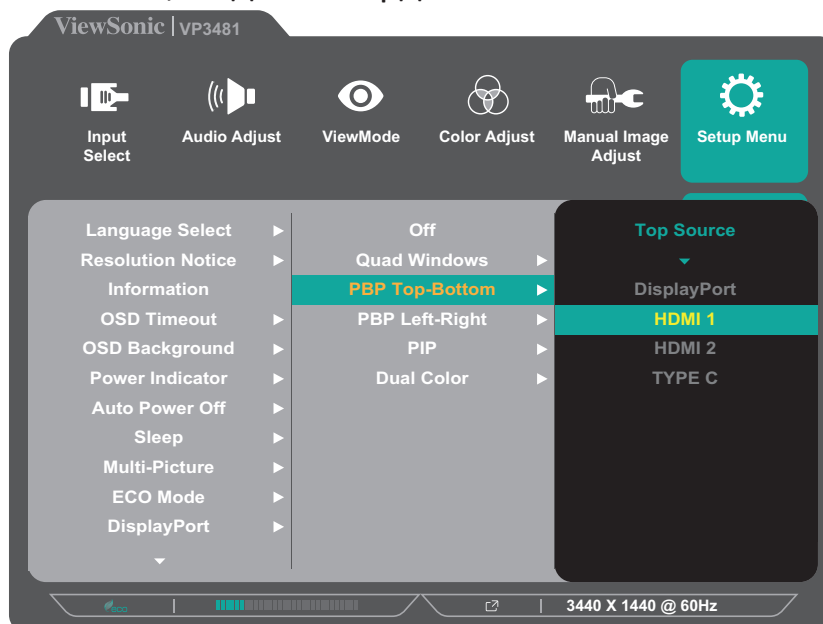 ViewSonic | VP3481
Input Select
Audio Adjust
ViewMode
Color Adjust
Manual Image Adjust
Setup Menu
Language Select
Resolution Notice
Information
OSD Timeout
OSD Background
Power Indicator
Auto Power Off
Sleep
Multi-Picture
ECO Mode
DisplayPort
Off
Quad Windows
PBP Top-Bottom
PBP Left-Right
PIP
Dual Color
Top Source
DisplayPort
HDMI 1
HDMI 2
TYPE C
eco
3440 X 1440 @ 60Hz